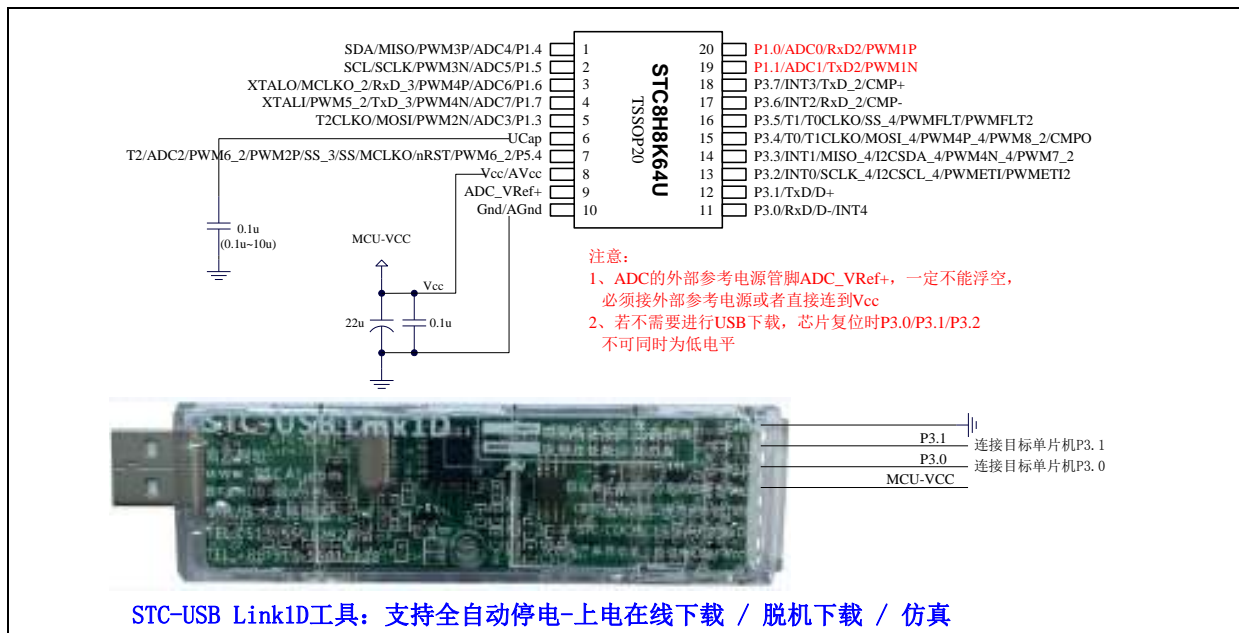 SDA/MISO/PWM3P/ADC4/P1.4 1
SCL/SCLK/PWM3N/ADC5/P1.5 2
XTALO/MCLKO_2/RxD_3/PWM4P/ADC6/P1.6 3
XTALI/PWM5_2/TxD_3/PWM4N/ADC7/P1.7 4
T2CLKO/MOSI/PWM2N/ADC3/P1.3 5
UCap 6
T2/ADC2/PWM6_2/PWM2P/SS_3/SS/MCLKO/nRST/PWM6_2/P5.4 7
Vcc/AVcc 8
ADC_VRef+ 9
Gnd/AGnd 10
STC8H8K64U
TSSOP20
20 P1.0/ADC0/RxD2/PWM1P
19 P1.1/ADC1/TxD2/PWM1N
18 P3.7/INT3/TxD_2/CMP+
17 P3.6/INT2/RxD_2/CMP-
16 P3.5/T1/T0CLKO/SS_4/PWMFLT/PWMFLT2
15 P3.4/T0/T1CLKO/MOSI_4/PWM4P_4/PWM8_2/CMPO
14 P3.3/INT1/MISO_4/I2CSDA_4/PWM4N_4/PWM7_2
13 P3.2/INT0/SCLK_4/I2CSCL_4/PWMETI/PWMETI2
12 P3.1/TxD/D+
11 P3.0/RxD/D-/INT4
0.1u
(0.1u~10u)
MCU-VCC
Vcc
22u
0.1u
注意：
1、ADC的外部参考电源管脚ADC_VRef+，一定不能浮空，
必须接外部参考电源或者直接连到Vcc
2、若不需要进行USB下载，芯片复位时P3.0/P3.1/P3.2
不可同时为低电平
STC-USB Link1D
P3.1 连接目标单片机P3.1
P3.0 连接目标单片机P3.0
MCU-VCC
STC-USB Link1D工具：支持全自动停电-上电在线下载 / 脱机下载 / 仿真